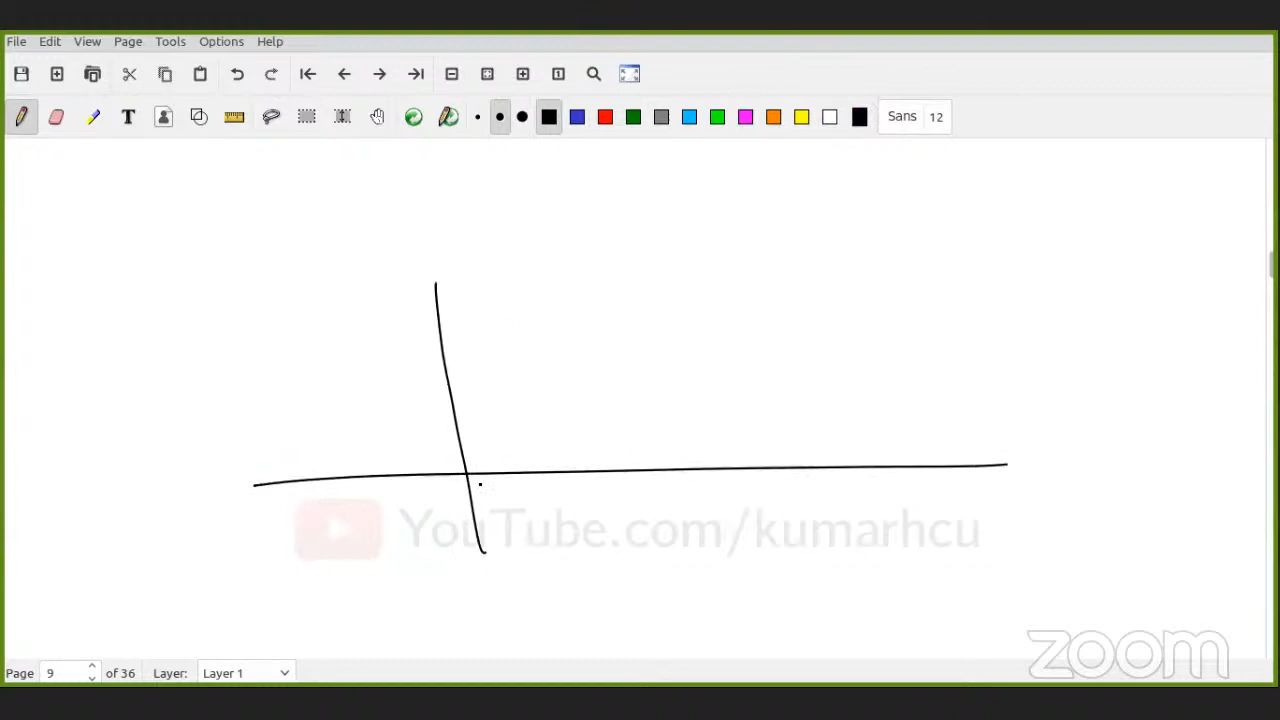 File Edit View Page Tools Options Help
T 1 Sans 12
YouTube.com/kumarhcu
zoom
Page 9 of 36 Layer: Layer 1